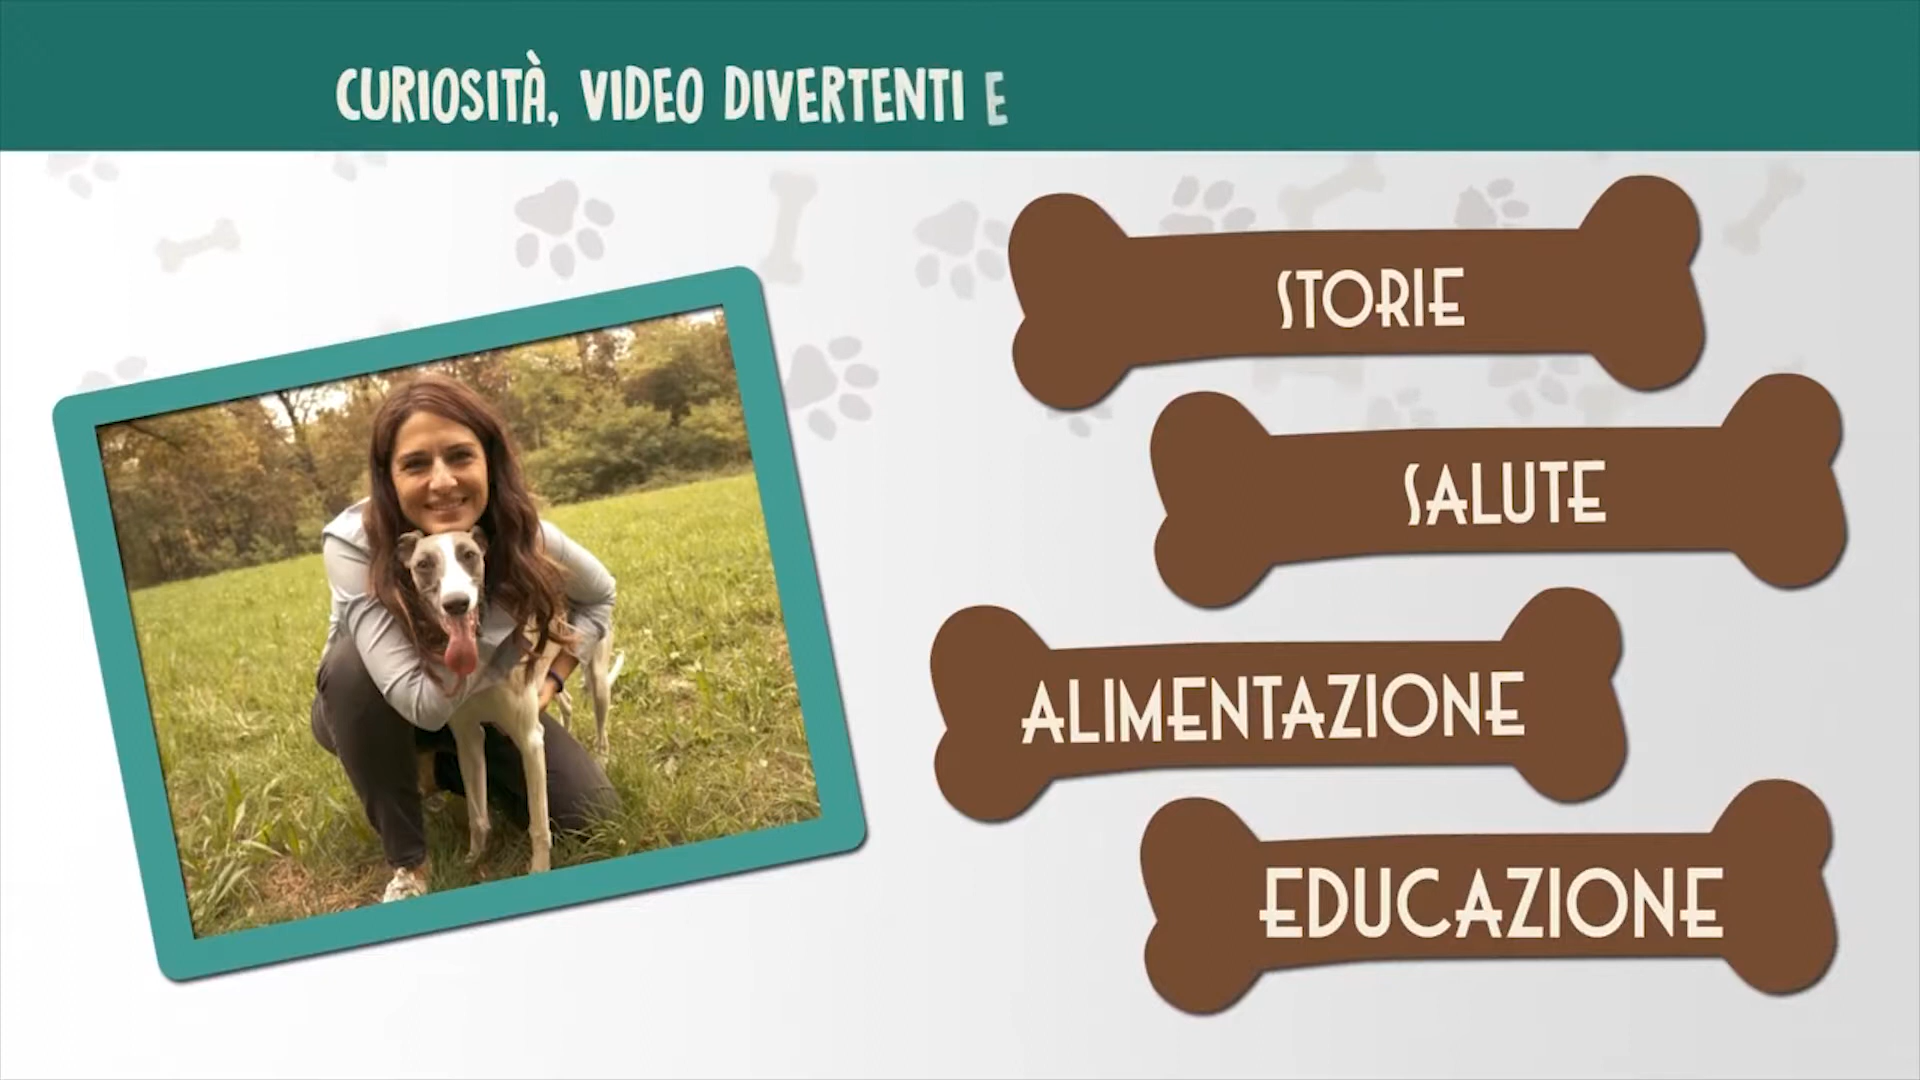 CURIOSITÀ, VIDEO DIVERTENTI E
STORIE
SALUTE
ALIMENTAZIONE
EDUCAZIONE